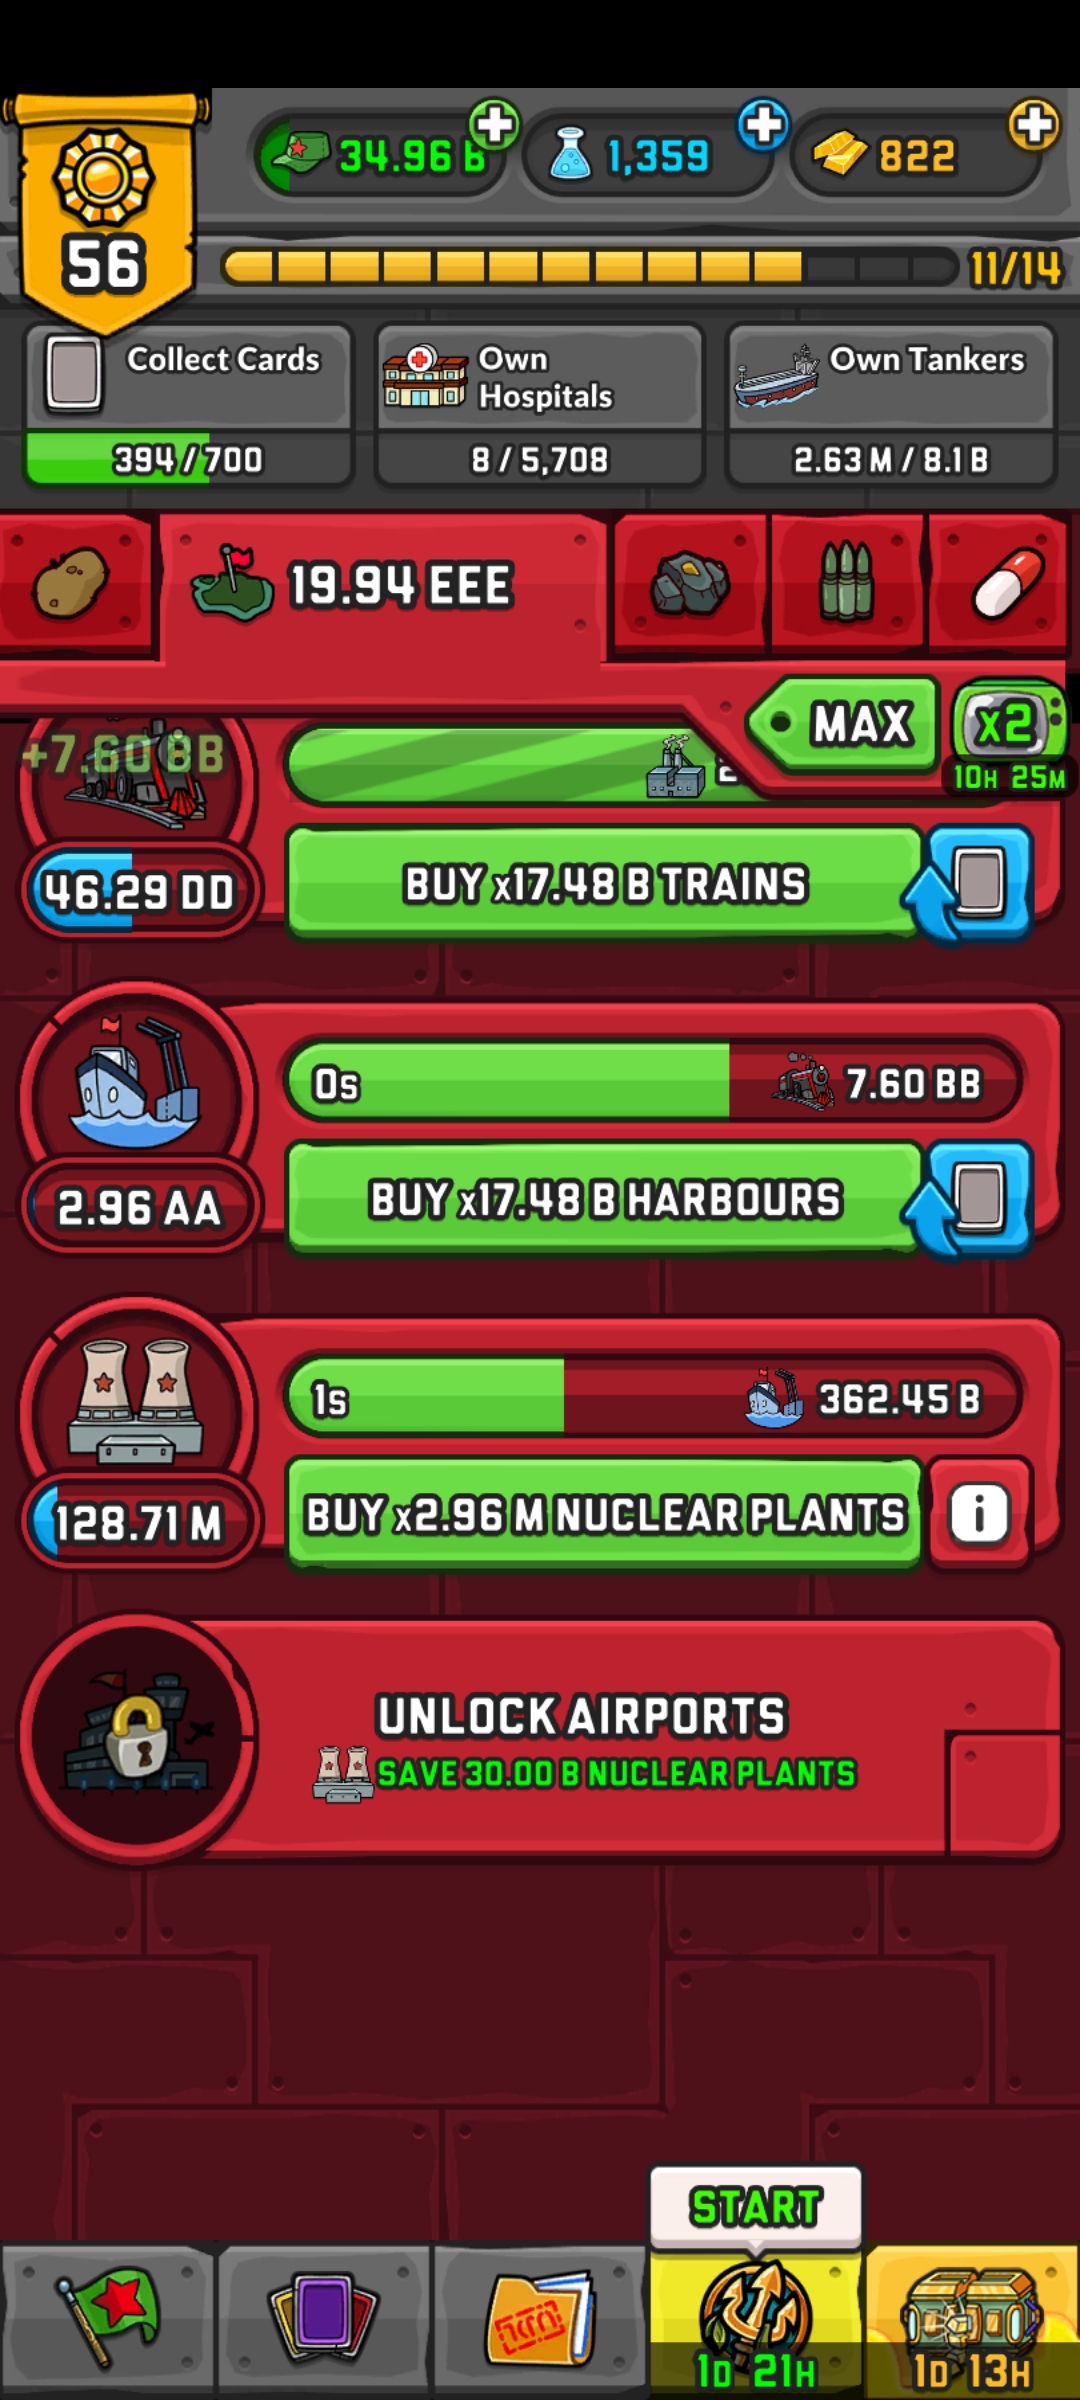 34.96 B
1,359
822
56
11/14
Collect Cards
394/700
Own
Hospitals
8/5,708
Own Tankers
2.63 M/8.1 B
19.94 EEE
MAX
x2
10H 25M
+7.60 BB
46.29 DD
BUY x17.48 B TRAINS
0s
7.60 BB
2.96 AA
BUY x17.48 B HARBOURS
1s
362.45 B
128.71 M
BUY x2.96 M NUCLEAR PLANTS
i
UNLOCK AIRPORTS
SAVE 30.00 B NUCLEAR PLANTS
START
1D 21H
1D 13H